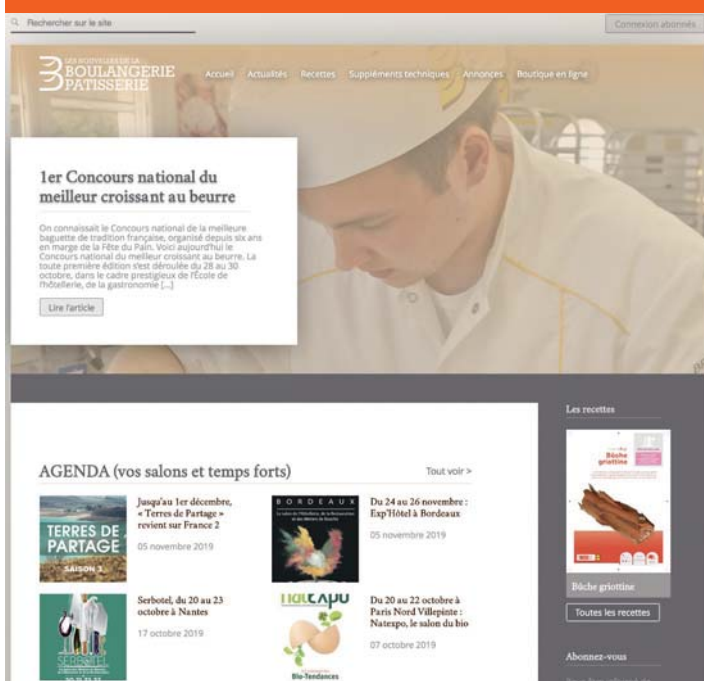 Rechercher sur le site
Connexion abonnés
LES NOUVELLES DE LA
BOULANGERIE
PATISSERIE
Accueil Actualités Recettes Suppléments techniques Annonces Boutique en ligne
1er Concours national du
meilleur croissant au beurre
On connaissait le Concours national de la meilleure
baguette de tradition française, organisé depuis six ans
en marge de la Fête du Pain. Voici aujourd'hui le
Concours national du meilleur croissant au beurre. La
toute première édition s'est déroulée du 28 au 30
octobre, dans le cadre prestigieux de l'École de
l'hôtellerie, de la gastronomie [...]
Lire l'article
Les recettes
Bûche
griottine
Bûche griottine
Toutes les recettes
Abonnez-vous
AGENDA (vos salons et temps forts)
Tout voir >
TERRES DE
PARTAGE
SAISON 3
Jusqu'au 1er décembre,
« Terres de Partage »
revient sur France 2
05 novembre 2019
BORDEAUX
Du 24 au 26 novembre :
Exp'Hôtel à Bordeaux
05 novembre 2019
SERBOTEL
Serbotel, du 20 au 23
octobre à Nantes
17 octobre 2019
natexpo
Bio-Tendances
Du 20 au 22 octobre à
Paris Nord Villepinte :
Natexpo, le salon du bio
07 octobre 2019